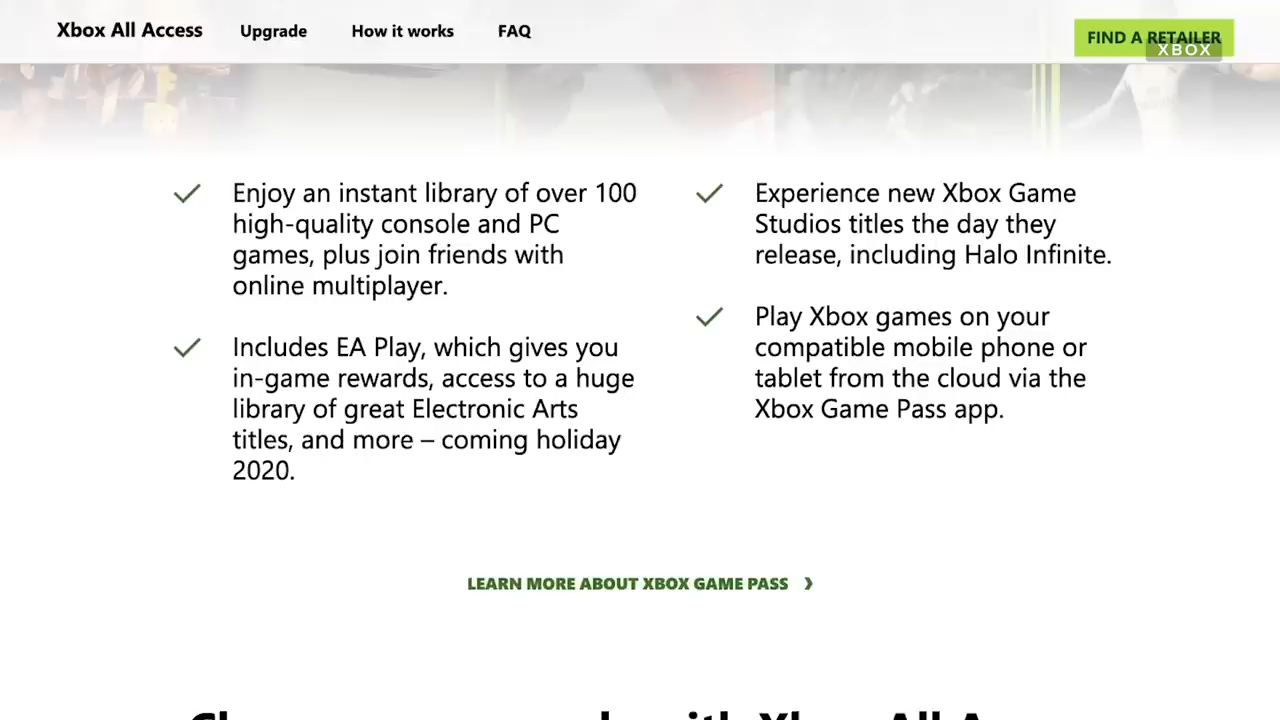 Xbox All Access
Upgrade
How it works
FAQ
FIND A RETAILER
XBOX
Enjoy an instant library of over 100
high-quality console and PC
games, plus join friends with
online multiplayer.
Includes EA Play, which gives you
in-game rewards, access to a huge
library of great Electronic Arts
titles, and more – coming holiday
2020.
Experience new Xbox Game
Studios titles the day they
release, including Halo Infinite.
Play Xbox games on your
compatible mobile phone or
tablet from the cloud via the
Xbox Game Pass app.
LEARN MORE ABOUT XBOX GAME PASS ❯